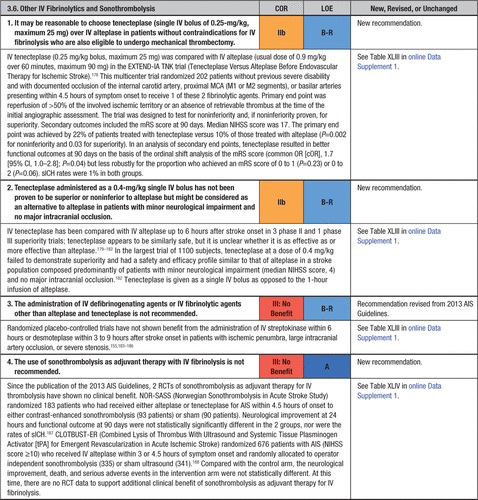 3.6. Other IV Fibrinolytics and Sonothrombolysis
COR
LOE
New, Revised, or Unchanged
1. It may be reasonable to choose tenecteplase (single IV bolus of 0.25-mg/kg,
maximum 25 mg) over IV alteplase in patients without contraindications for IV
fibrinolysis who are also eligible to undergo mechanical thrombectomy.
IIb
B-R
New recommendation.
IV tenecteplase (0.25 mg/kg bolus, maximum 25 mg) was compared with IV alteplase (usual dose of 0.9 mg/kg
over 60 minutes, maximum 90 mg) in the EXTEND-IA TNK trial (Tenecteplase Versus Alteplase Before Endovascular
Therapy for Ischemic Stroke).178 This multicenter trial randomized 202 patients without previous severe disability
and with documented occlusion of the internal carotid artery, proximal MCA (M1 or M2 segments), or basilar arteries
presenting within 4.5 hours of symptom onset to receive 1 of these 2 fibrinolytic agents. Primary end point was
reperfusion of >50% of the involved ischemic territory or an absence of retrievable thrombus at the time of the
initial angiographic assessment. The trial was designed to test for noninferiority and, if noninferiority proven, for
superiority. Secondary outcomes included the mRS score at 90 days. Median NIHSS score was 17. The primary end
point was achieved by 22% of patients treated with tenecteplase versus 10% of those treated with alteplase (P=0.002
for noninferiority and 0.03 for superiority). In an analysis of secondary end points, tenecteplase resulted in better
functional outcomes at 90 days on the basis of the ordinal shift analysis of the mRS score (common OR [cOR], 1.7
[95% CI, 1.0–2.8]; P=0.04) but less robustly for the proportion who achieved an mRS score of 0 to 1 (P=0.23) or 0 to
2 (P=0.06). sICH rates were 1% in both groups.
See Table XLIII in online Data
Supplement 1.
2. Tenecteplase administered as a 0.4-mg/kg single IV bolus has not been
proven to be superior or noninferior to alteplase but might be considered as
an alternative to alteplase in patients with minor neurological impairment and
no major intracranial occlusion.
IIb
B-R
New recommendation.
IV tenecteplase has been compared with IV alteplase up to 6 hours after stroke onset in 3 phase II and 1 phase
III superiority trials; tenecteplase appears to be similarly safe, but it is unclear whether it is as effective as or
more effective than alteplase.179–182 In the largest trial of 1100 subjects, tenecteplase at a dose of 0.4 mg/kg
failed to demonstrate superiority and had a safety and efficacy profile similar to that of alteplase in a stroke
population composed predominantly of patients with minor neurological impairment (median NIHSS score, 4)
and no major intracranial occlusion.182 Tenecteplase is given as a single IV bolus as opposed to the 1-hour
infusion of alteplase.
See Table XLIII in online Data
Supplement 1.
3. The administration of IV defibrinogenating agents or IV fibrinolytic agents
other than alteplase and tenecteplase is not recommended.
III: No
Benefit
B-R
Recommendation revised from 2013 AIS
Guidelines.
Randomized placebo-controlled trials have not shown benefit from the administration of IV streptokinase within 6
hours or desmoteplase within 3 to 9 hours after stroke onset in patients with ischemic penumbra, large intracranial
artery occlusion, or severe stenosis.155,183–186
See Table XLIII in online Data
Supplement 1.
4. The use of sonothrombolysis as adjuvant therapy with IV fibrinolysis is not
recommended.
III: No
Benefit
A
New recommendation.
Since the publication of the 2013 AIS Guidelines, 2 RCTs of sonothrombolysis as adjuvant therapy for IV
thrombolysis have shown no clinical benefit. NOR-SASS (Norwegian Sonothrombolysis in Acute Stroke Study)
randomized 183 patients who had received either alteplase or tenecteplase for AIS within 4.5 hours of onset to
either contrast-enhanced sonothrombolysis (93 patients) or sham (90 patients). Neurological improvement at 24
hours and functional outcome at 90 days were not statistically significantly different in the 2 groups, nor were the
rates of sICH.187 CLOTBUST-ER (Combined Lysis of Thrombus With Ultrasound and Systemic Tissue Plasminogen
Activator [tPA] for Emergent Revascularization in Acute Ischemic Stroke) randomized 676 patients with AIS (NIHSS
score ≥10) who received IV alteplase within 3 or 4.5 hours of symptom onset and randomly allocated to operator
independent sonothrombolysis (335) or sham ultrasound (341).188 Compared with the control arm, the neurological
improvement, death, and serious adverse events in the intervention arm were not statistically different. At this
time, there are no RCT data to support additional clinical benefit of sonothrombolysis as adjuvant therapy for IV
fibrinolysis.
See Table XLIV in online Data
Supplement 1.